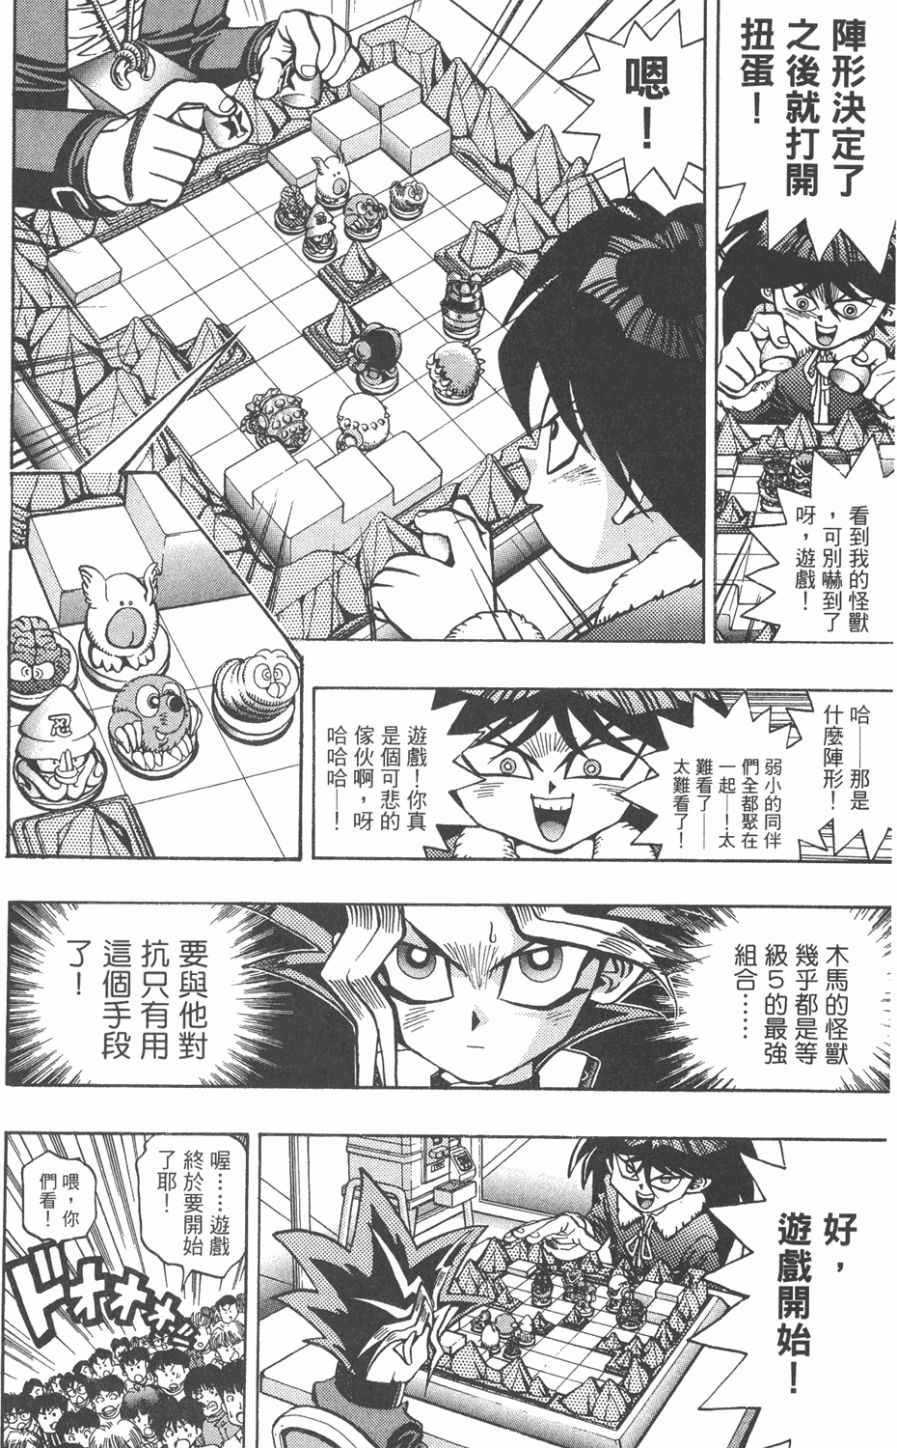 陣形決定了
之後就打開
扭蛋！
嗯！
看到我的怪獸
，可別嚇到了
呀，遊戲！
哈──那是
什麼陣形！
弱小的同伴
們全都聚在
一起──！太
難看了──
太難看了！
遊戲！你真
是個可悲的
傢伙啊，呀
哈哈哈──！
忍
木馬的怪獸
幾乎都是等
級５的最強
組合……
要與他對
抗只有用
這個手段
了！
好，
遊戲開始！
喔……遊戲
終於要開始
了耶！
喂，你
們看！
ドオオオオ